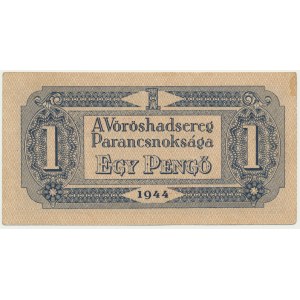 1
A Vöröshadsereg
Parancsnoksága
1 Egy Pengő 1
1944